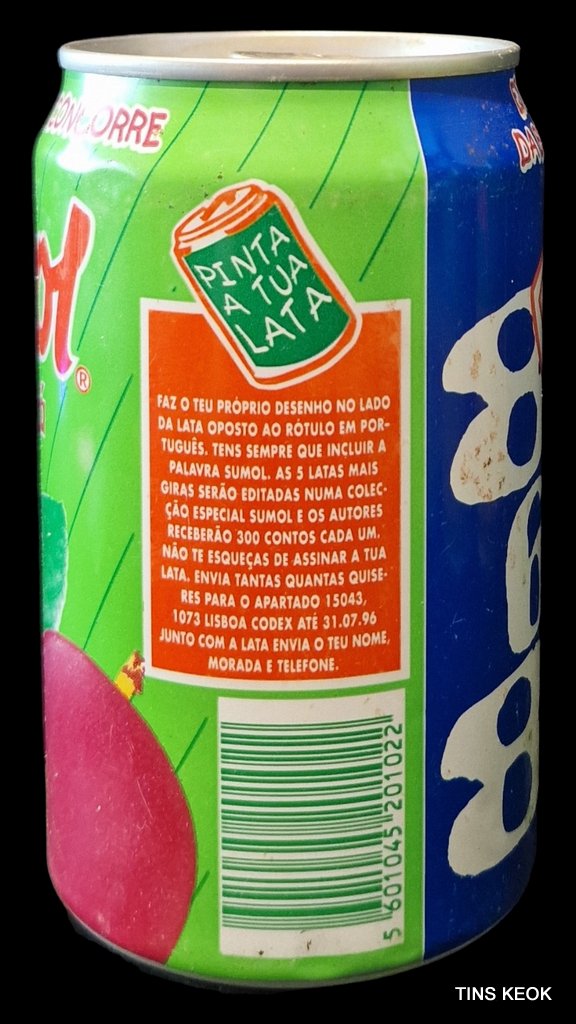 CONCORRE
PINTA
A TUA
LATA
®
FAZ O TEU PRÓPRIO DESENHO NO LADO
DA LATA OPOSTO AO RÓTULO EM POR-
TUGUÊS. TENS SEMPRE QUE INCLUIR A
PALAVRA SUMOL. AS 5 LATAS MAIS
GIRAS SERÃO EDITADAS NUMA COLEC-
ÇÃO ESPECIAL SUMOL E OS AUTORES
RECEBERÃO 300 CONTOS CADA UM.
NÃO TE ESQUEÇAS DE ASSINAR A TUA
LATA. ENVIA TANTAS QUANTAS QUISE-
RES PARA O APARTADO 15043,
1073 LISBOA CODEX ATÉ 31.07.96
JUNTO COM A LATA ENVIA O TEU NOME,
MORADA E TELEFONE.
5 601045 201022
TINS KEOK